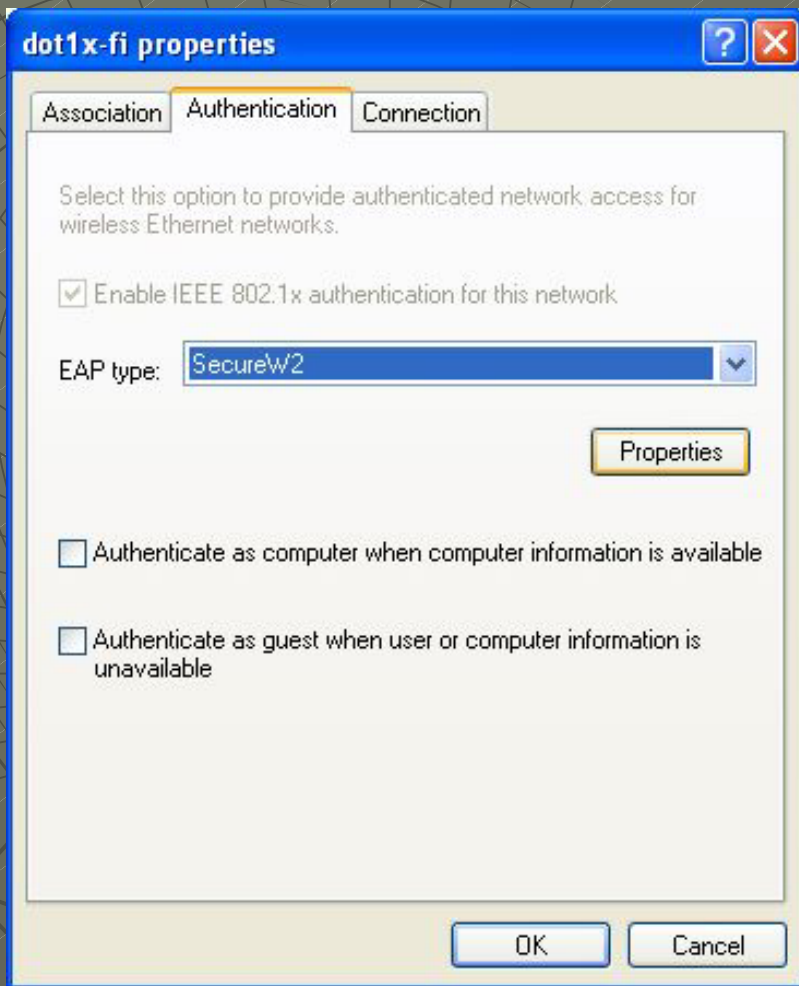 dot1x-fi properties
Association Authentication Connection
Select this option to provide authenticated network access for
wireless Ethernet networks.
Enable IEEE 802.1x authentication for this network
EAP type: SecureW2
Properties
Authenticate as computer when computer information is available
Authenticate as guest when user or computer information is
unavailable
OK Cancel